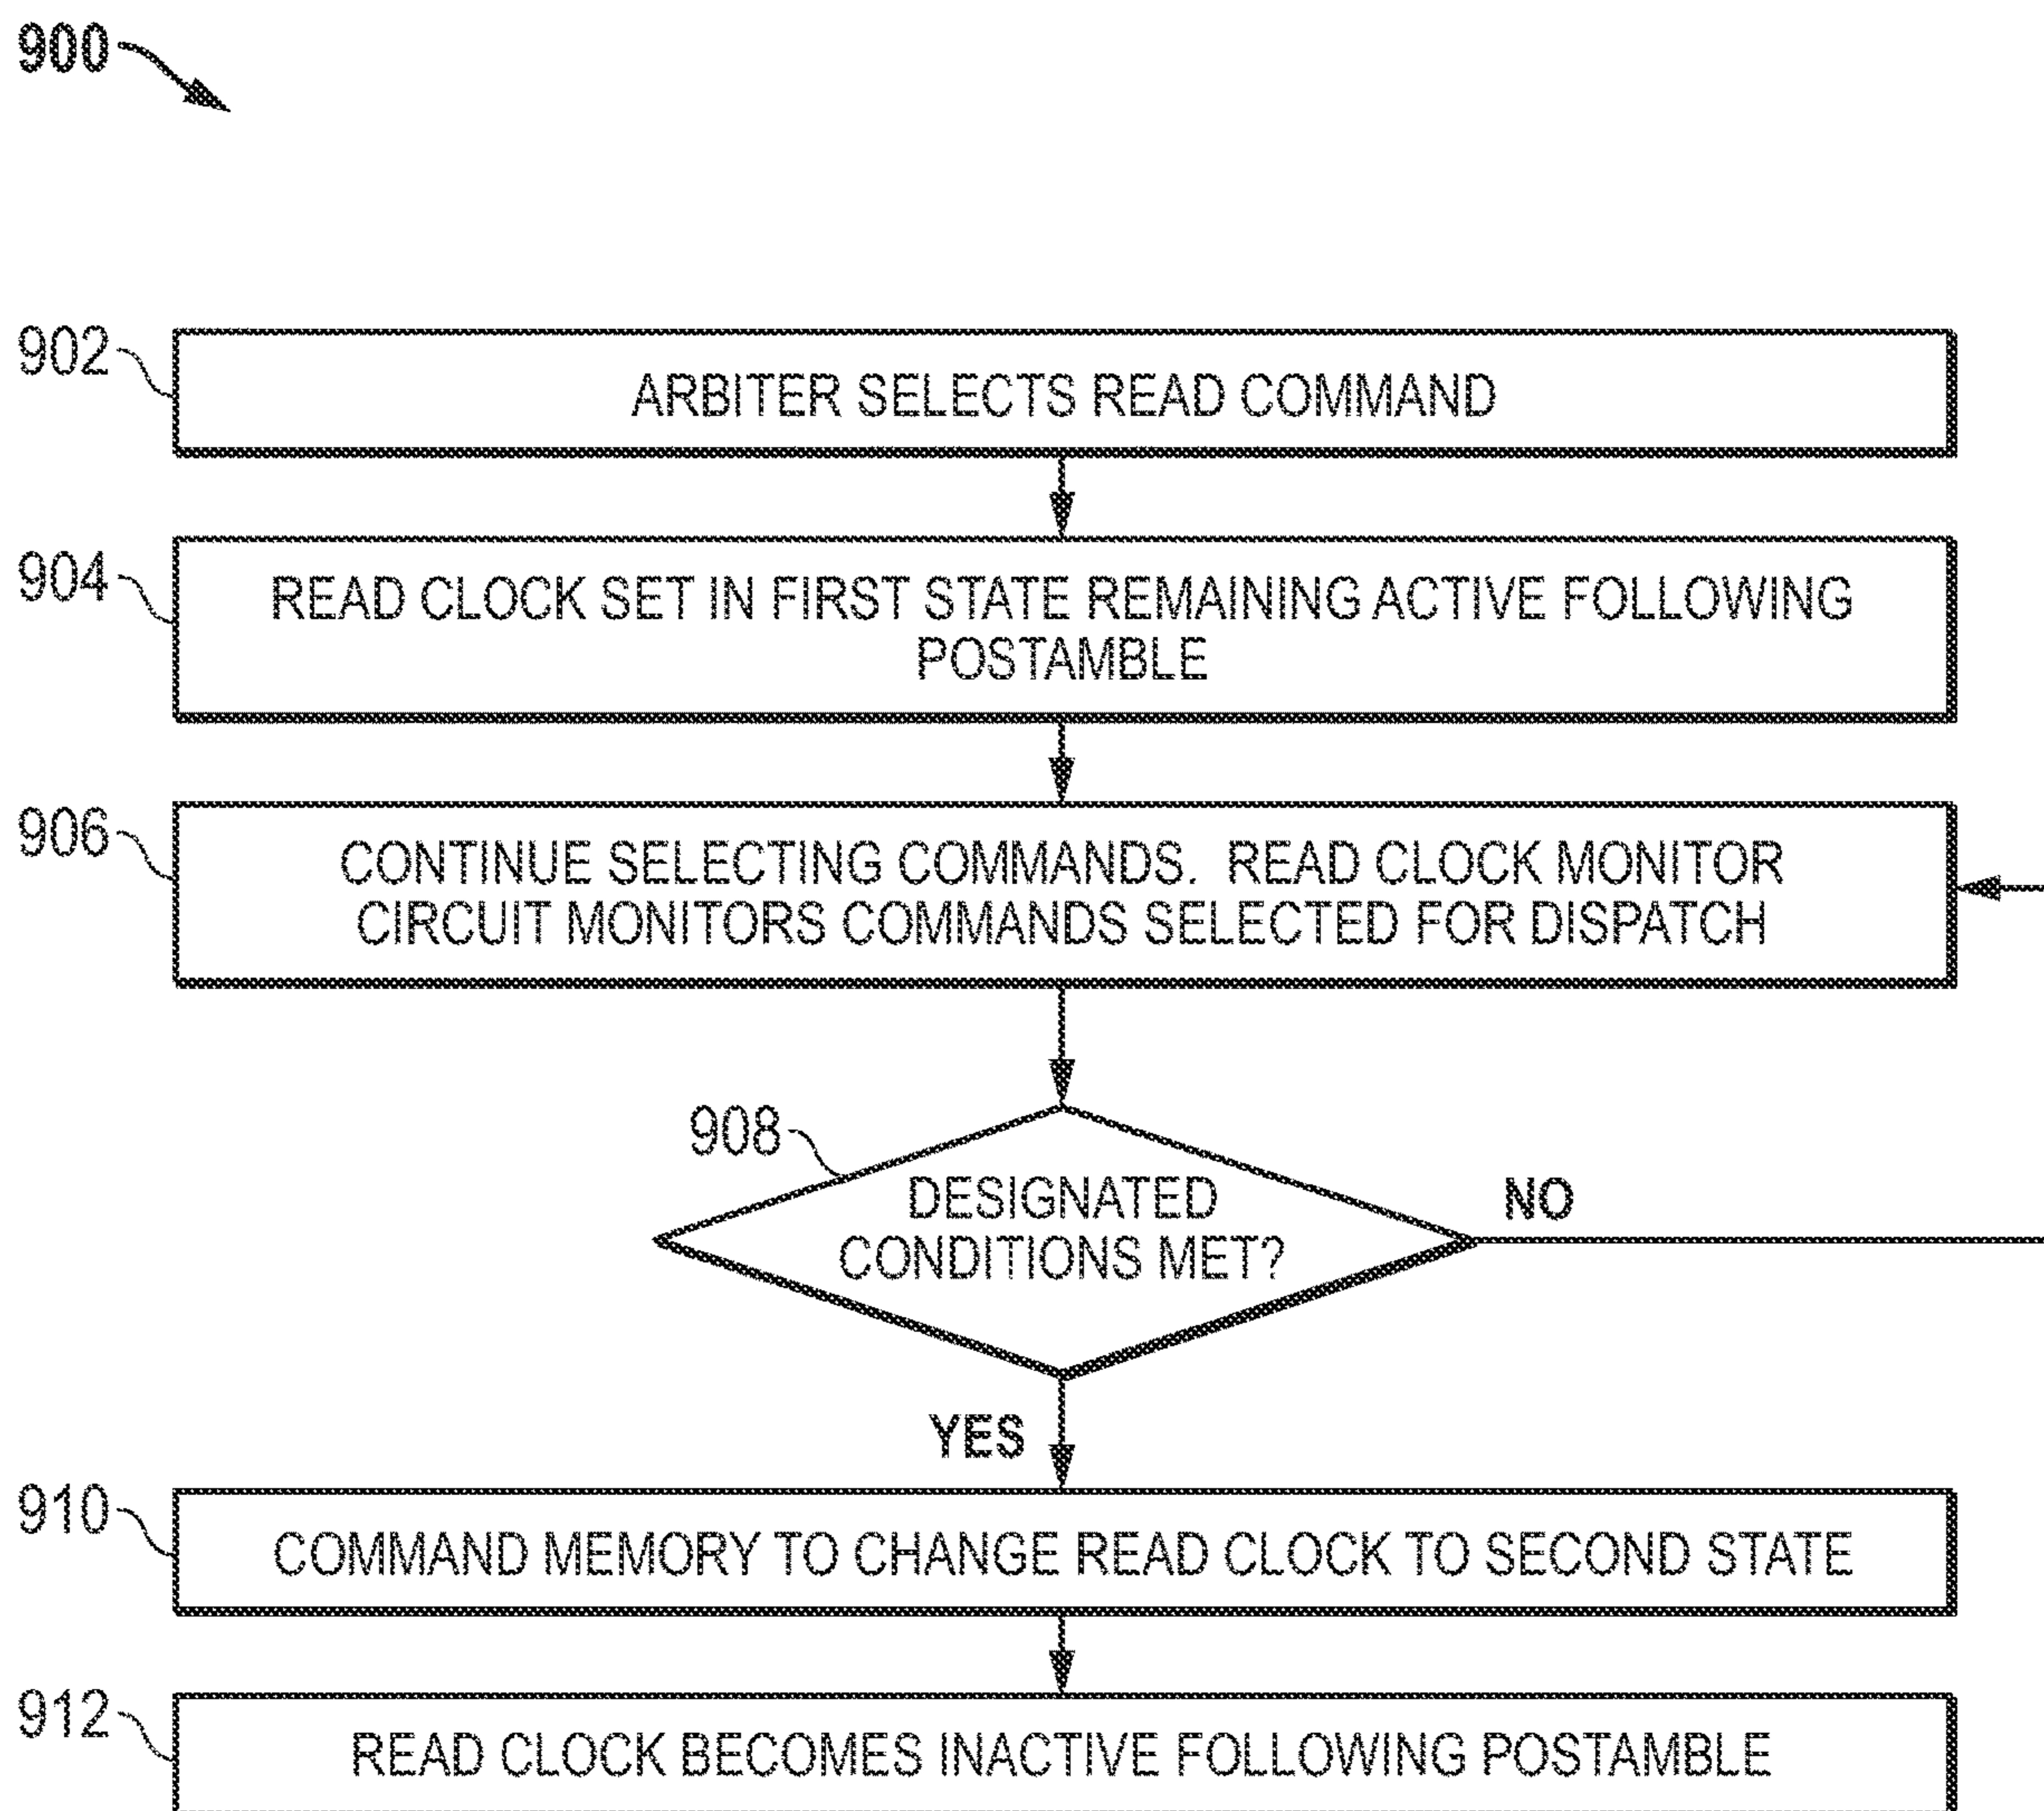 900
902
ARBITER SELECTS READ COMMAND
904
READ CLOCK SET IN FIRST STATE REMAINING ACTIVE FOLLOWING
POSTAMBLE
906
CONTINUE SELECTING COMMANDS. READ CLOCK MONITOR
CIRCUIT MONITORS COMMANDS SELECTED FOR DISPATCH
908
DESIGNATED
CONDITIONS MET?
NO
YES
910
COMMAND MEMORY TO CHANGE READ CLOCK TO SECOND STATE
912
READ CLOCK BECOMES INACTIVE FOLLOWING POSTAMBLE